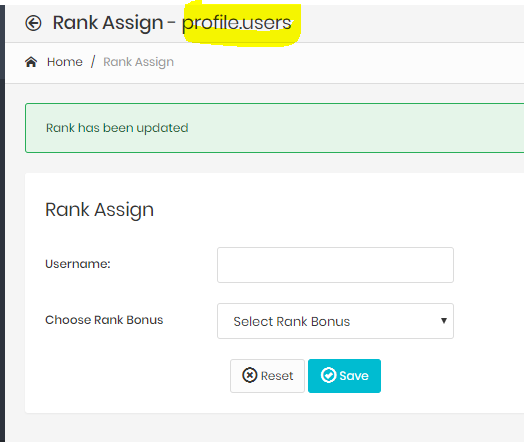 Rank Assign - profile.users
Home / Rank Assign
Rank has been updated
Rank Assign
Username:
Choose Rank Bonus Select Rank Bonus
Reset Save